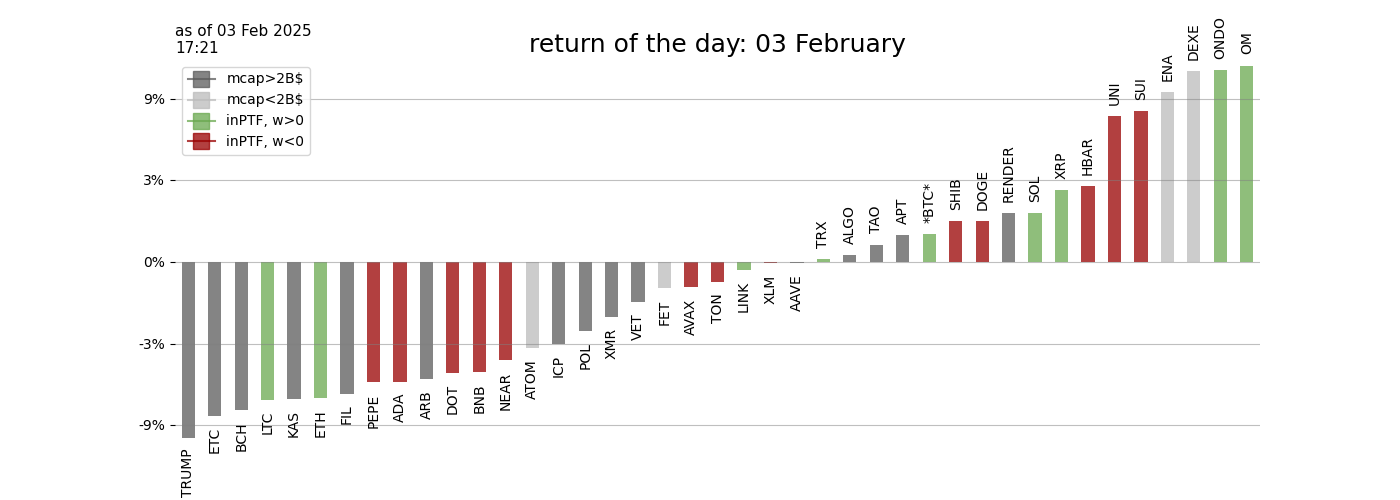 as of 03 Feb 2025
17:21
return of the day: 03 February
mcap>2B$
mcap<2B$
inPTF, w>0
inPTF, w<0
9%
3%
0%
-3%
-9%
TRUMP
ETC
BCH
LTC
KAS
ETH
FIL
PEPE
ADA
ARB
DOT
BNB
NEAR
ATOM
ICP
POL
XMR
VET
FET
AVAX
TON
LINK
XLM
AAVE
TRX
ALGO
TAO
APT
*BTC*
SHIB
DOGE
RENDER
SOL
XRP
HBAR
UNI
SUI
ENA
DEXE
ONDO
OM